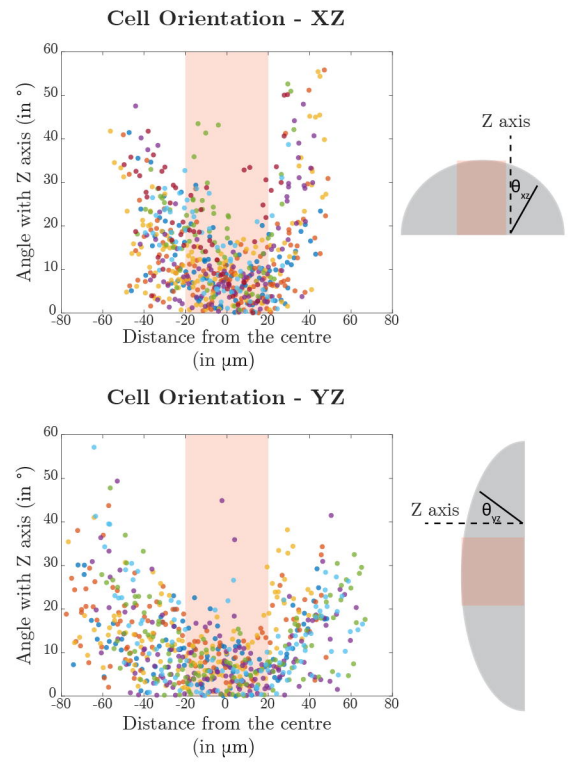 Cell Orientation - XZ
Angle with Z axis (in °)
60
50
40
30
20
10
0
-80 -60 -40 -20 0 20 40 60 80
Distance from the centre
(in µm)
Z axis
θxz
Cell Orientation - YZ
Angle with Z axis (in °)
60
50
40
30
20
10
0
-80 -60 -40 -20 0 20 40 60 80
Distance from the centre
(in µm)
Z axis
θyz